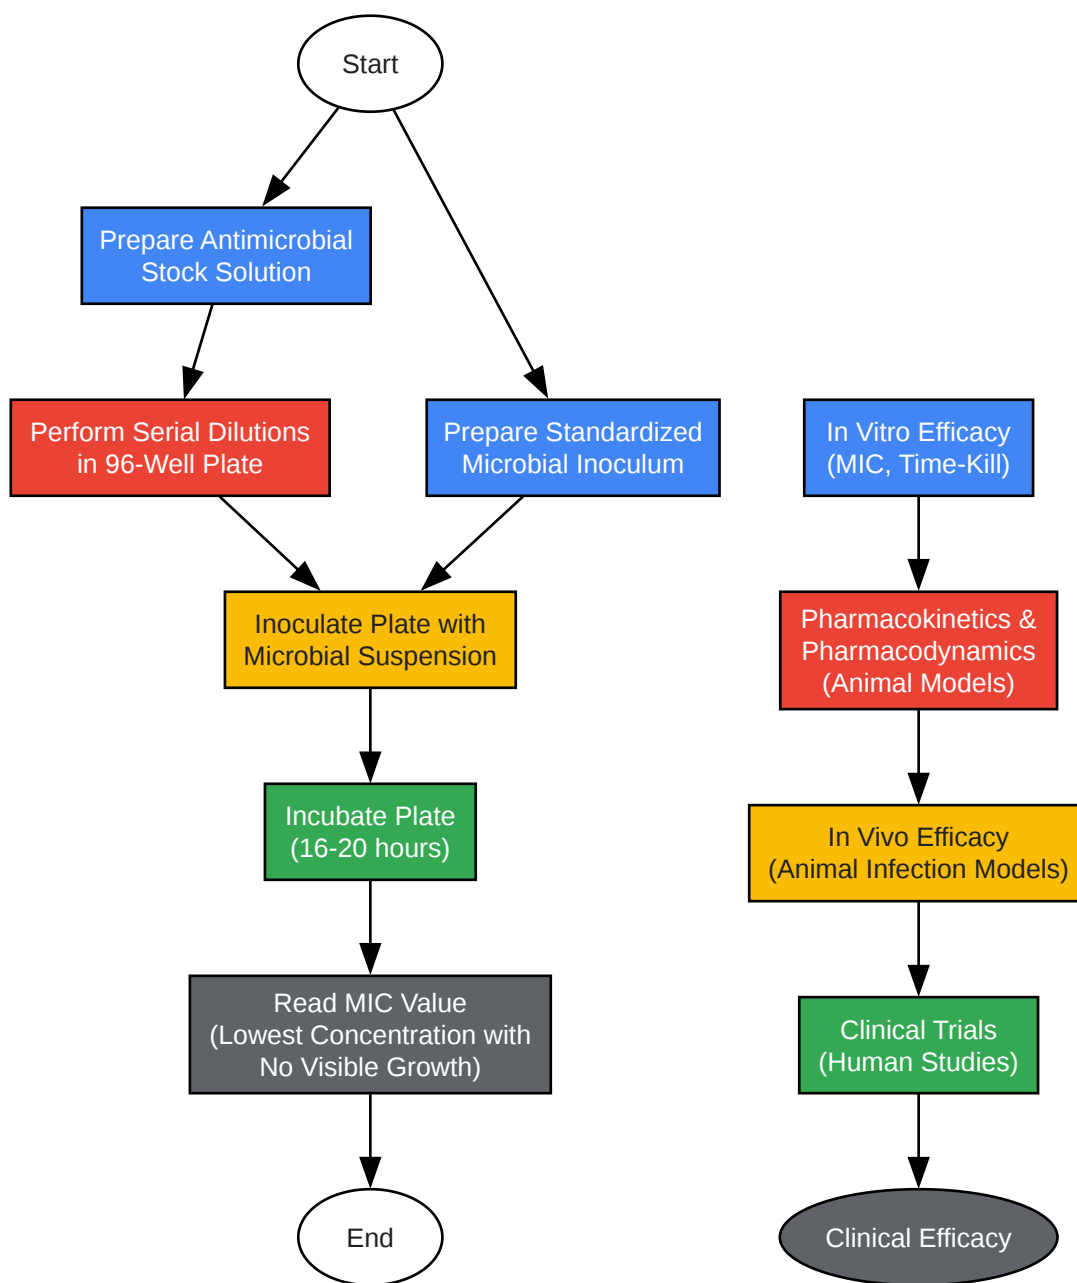 Start
Prepare Antimicrobial
Stock Solution
Perform Serial Dilutions
in 96-Well Plate
Prepare Standardized
Microbial Inoculum
Inoculate Plate with
Microbial Suspension
Incubate Plate
(16-20 hours)
Read MIC Value
(Lowest Concentration with
No Visible Growth)
End
In Vitro Efficacy
(MIC, Time-Kill)
Pharmacokinetics &
Pharmacodynamics
(Animal Models)
In Vivo Efficacy
(Animal Infection Models)
Clinical Trials
(Human Studies)
Clinical Efficacy